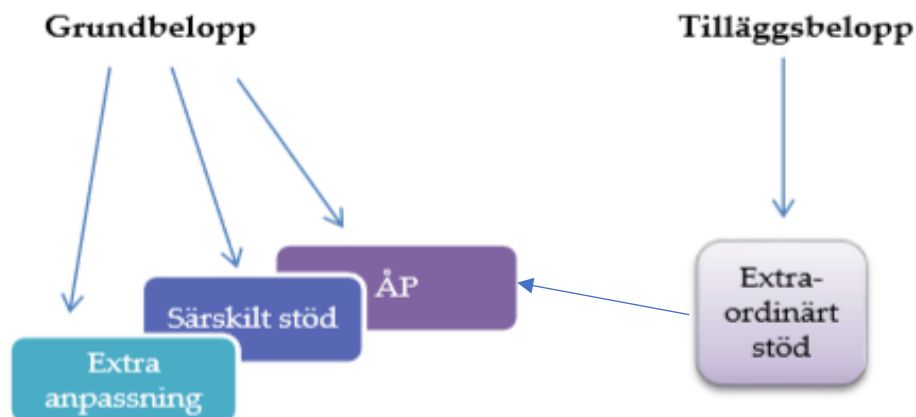 Grundbelopp
Tilläggsbelopp
ÅP
Särskilt stöd
Extra
anpassning
Extra-
ordinärt
stöd